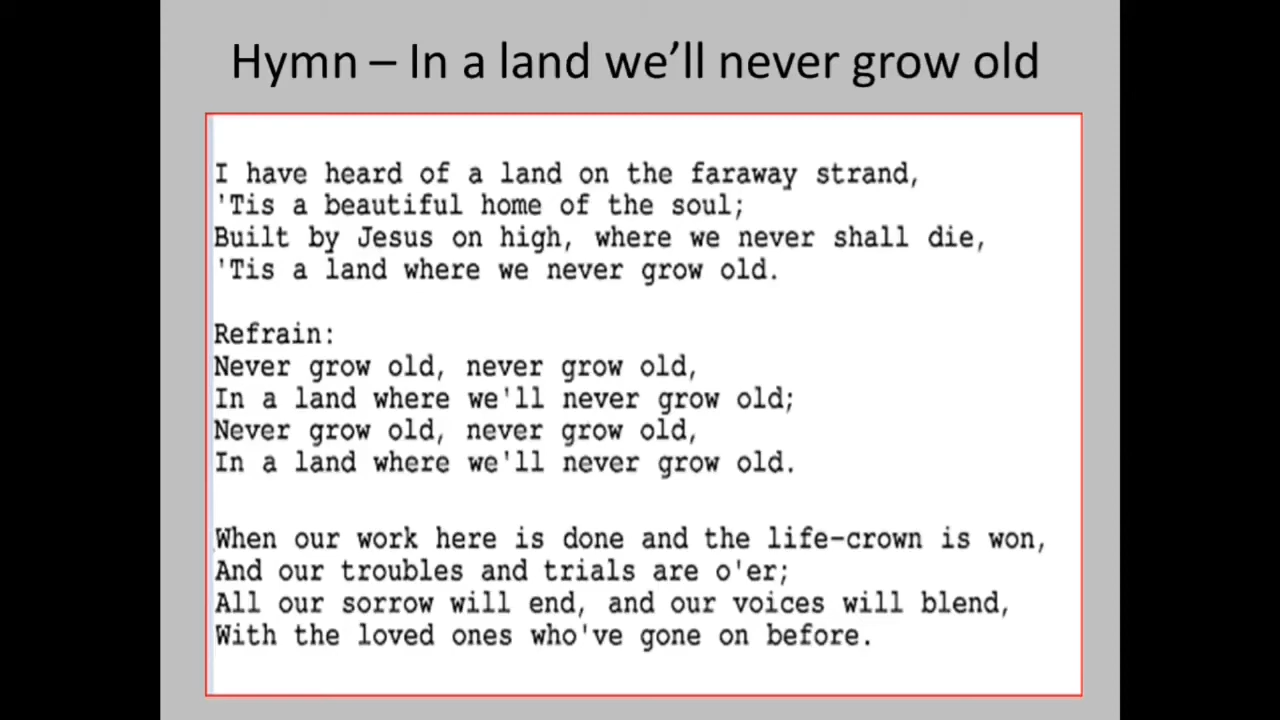 Hymn – In a land we’ll never grow old
I have heard of a land on the faraway strand,
'Tis a beautiful home of the soul;
Built by Jesus on high, where we never shall die,
'Tis a land where we never grow old.
Refrain:
Never grow old, never grow old,
In a land where we'll never grow old;
Never grow old, never grow old,
In a land where we'll never grow old.
When our work here is done and the life-crown is won,
And our troubles and trials are o'er;
All our sorrow will end, and our voices will blend,
With the loved ones who've gone on before.